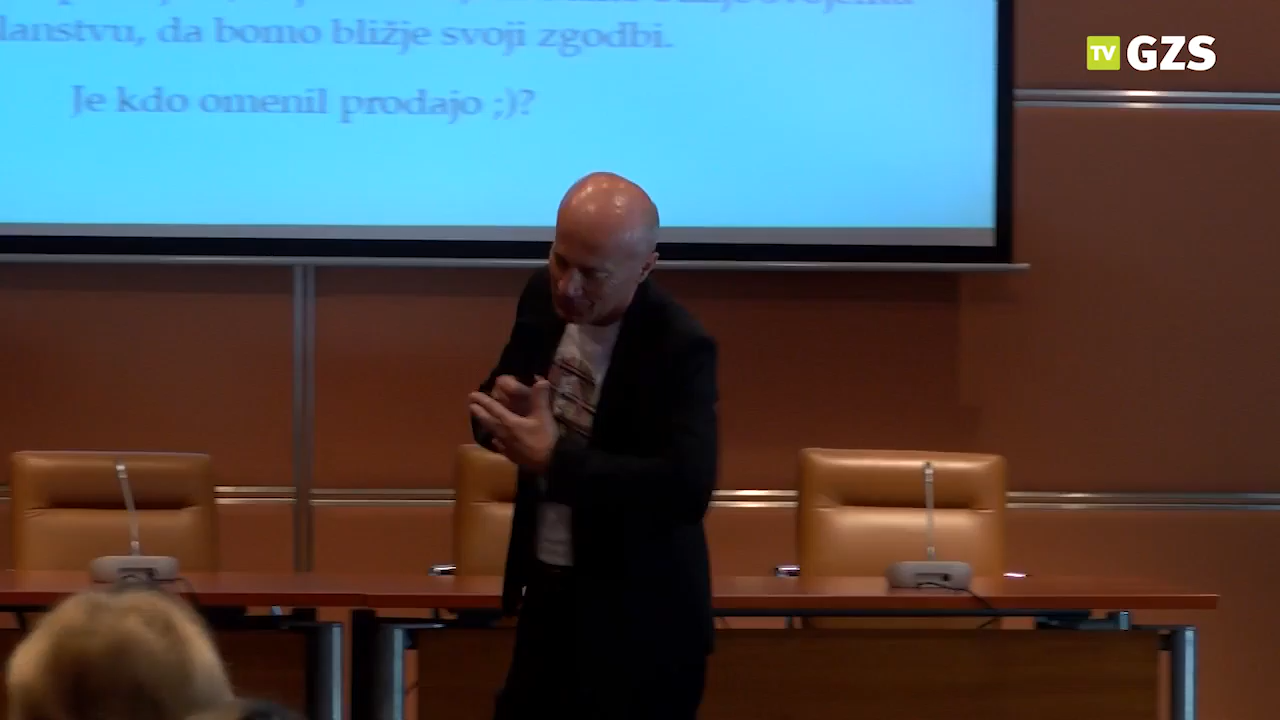 lanstvu, da bomo bližje svoji zgodbi.
Je kdo omenil prodajo ;)?
TV GZS